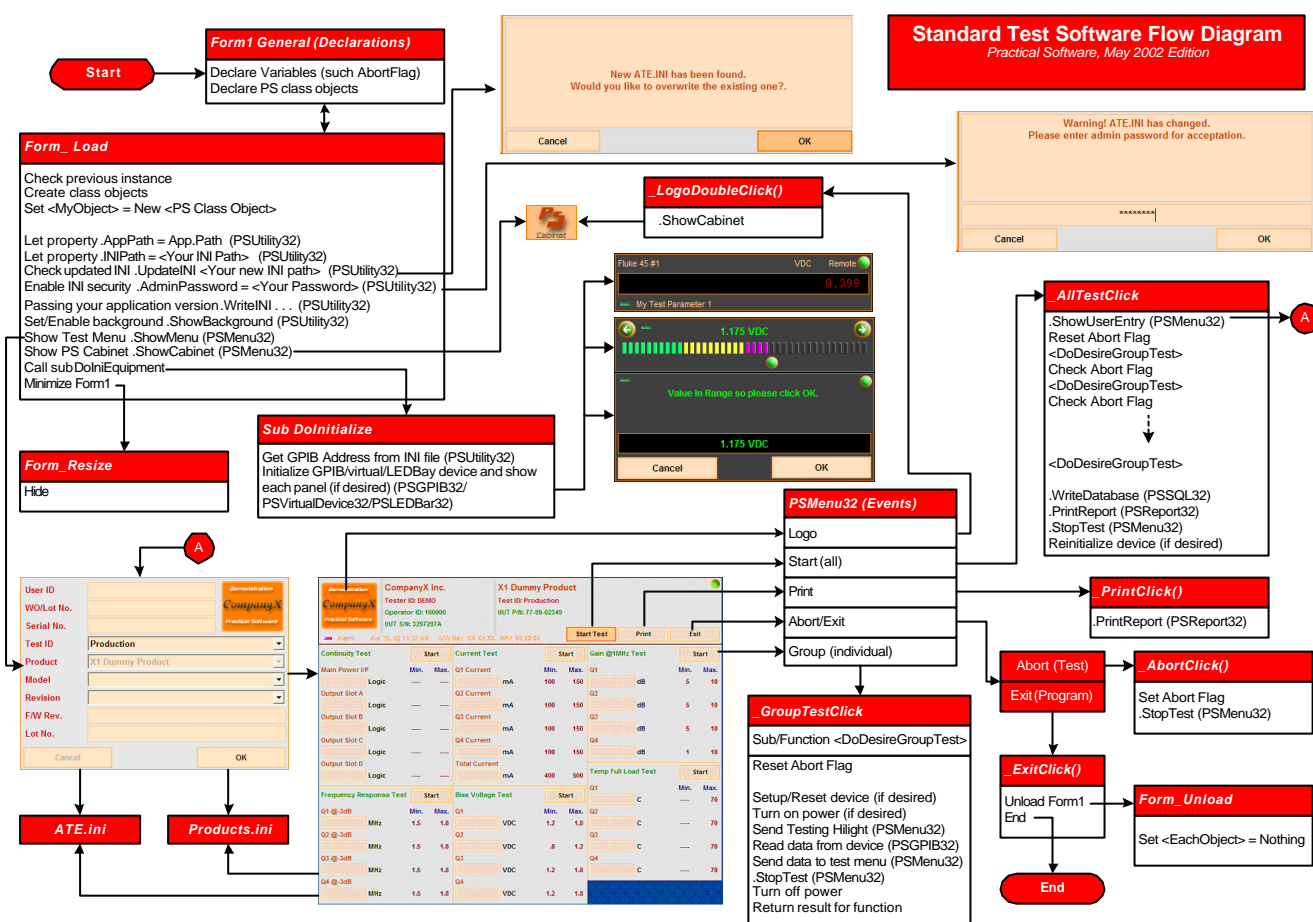 Standard Test Software Flow Diagram
Practical Software, May 2002 Edition
Start
Form1 General (Declarations)
Declare Variables (such AbortFlag)
Declare PS class objects
New ATE.INI has been found.
Would you like to overwrite the existing one?.
Cancel
OK
Warning! ATE.INI has changed.
Please enter admin password for acceptation.
********
Cancel
OK
Form_ Load
Check previous instance
Create class objects
Set <MyObject> = New <PS Class Object>
Let property .AppPath = App.Path (PSUtility32)
Let property .INIPath = <Your INI Path> (PSUtility32)
Check updated INI .UpdateINI <Your new INI path> (PSUtility32)
Enable INI security .AdminPassword = <Your Password> (PSUtility32)
Passing your application version .WriteINI . . . (PSUtility32)
Set/Enable background .ShowBackground (PSUtility32)
Show Test Menu .ShowMenu (PSMenu32)
Show PS Cabinet .ShowCabinet (PSMenu32)
Call sub DoIniEquipment
Minimize Form1
PS
Cabinet
_LogoDoubleClick()
.ShowCabinet
Fluke 45 #1
VDC
Remote
0.399
My Test Parameter 1
1.175 VDC
Value In Range so please click OK.
1.175 VDC
Cancel
OK
_AllTestClick
.ShowUserEntry (PSMenu32)
Reset Abort Flag
<DoDesireGroupTest>
Check Abort Flag
<DoDesireGroupTest>
Check Abort Flag
<DoDesireGroupTest>
.WriteDatabase (PSSQL32)
.PrintReport (PSReport32)
.StopTest (PSMenu32)
Reinitialize device (if desired)
A
Form_Resize
Hide
Sub DoInitialize
Get GPIB Address from INI file (PSUtility32)
Initialize GPIB/virtual/LEDBay device and show
each panel (if desired) (PSGPIB32/
PSVirtualDevice32/PSLEDBar32)
PSMenu32 (Events)
Logo
Start (all)
Print
Abort/Exit
Group (individual)
_PrintClick()
.PrintReport (PSReport32)
Abort (Test)
Exit (Program)
_AbortClick()
Set Abort Flag
.StopTest (PSMenu32)
_ExitClick()
Unload Form1
End
Form_Unload
Set <EachObject> = Nothing
End
_GroupTestClick
Sub/Function <DoDesireGroupTest>
Reset Abort Flag
Setup/Reset device (if desired)
Turn on power (if desired)
Send Testing Hilight (PSMenu32)
Read data from device (PSGPIB32)
Send data to test menu (PSMenu32)
.StopTest (PSMenu32)
Turn off power
Return result for function
A
User ID
WO/Lot No.
Serial No.
Test ID
Production
Product
X1 Dummy Product
Model
Revision
F/W Rev.
Lot No.
Cancel
OK
Demonstration
CompanyX
Practical Software
ATE.ini
Products.ini
Demonstration
CompanyX
Practical Software
CompanyX Inc.
Tester ID: DEMO
Operator ID: 100000
UUT S/N: 3297297A
X1 Dummy Product
Test ID: Production
UUT P/N: 77-99-02349
Alarm
Apr 30, 02 11:32 AM
S/W Rev: XX.XX.XX
Start Test
Print
Exit
Continuity Test
Start
Main Power I/P
Min. Max.
Logic ---- ----
Output Slot A
Logic ---- ----
Output Slot B
Logic ---- ----
Output Slot C
Logic ---- ----
Output Slot D
Logic ---- ----
Current Test
Start
Q1 Current
Min. Max.
mA 100 150
Q2 Current
mA 100 150
Q3 Current
mA 100 150
Q4 Current
mA 100 150
Total Current
mA 400 500
Gain @1MHz Test
Start
Q1
Min. Max.
dB 5 10
Q2
dB 5 10
Q3
dB 5 10
Q4
dB 1 10
Temp Full Load Test
Start
Q1
Min. Max.
C ---- 70
Q2
C ---- 70
Q3
C ---- 70
Q4
C ---- 70
Frequency Response Test
Start
Q1 @-3dB
Min. Max.
MHz 1.5 1.8
Q2 @-3dB
MHz 1.5 1.8
Q3 @-3dB
MHz 1.5 1.8
Q4 @-3dB
MHz 1.5 1.8
Bias Voltage Test
Start
Q1
Min. Max.
VDC 1.2 1.8
Q2
VDC .8 1.2
Q3
VDC 1.2 1.8
Q4
VDC 1.2 1.8